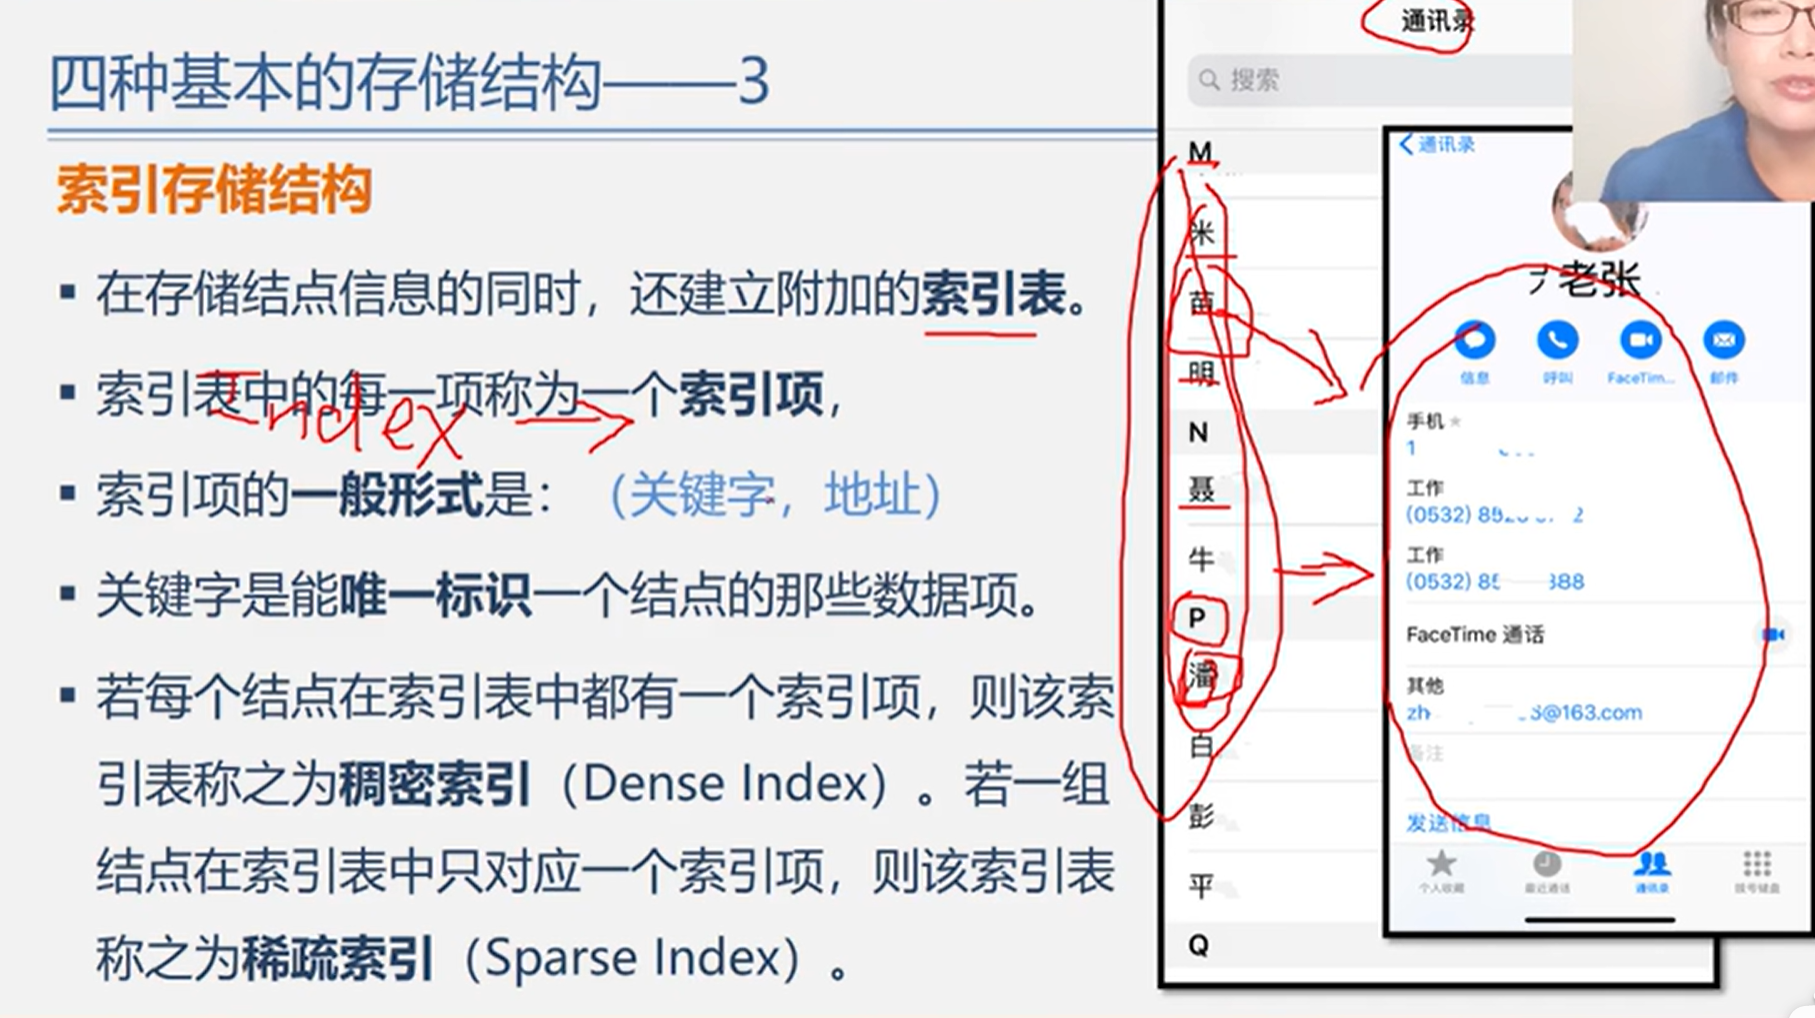 四种基本的存储结构——3
索引存储结构
▪ 在存储结点信息的同时，还建立附加的索引表。
▪ 索引表中的每一项称为一个索引项，
Index
▪ 索引项的一般形式是：（关键字，地址）
▪ 关键字是能唯一标识一个结点的那些数据项。
▪ 若每个结点在索引表中都有一个索引项，则该索
引表称之为稠密索引（Dense Index）。若一组
结点在索引表中只对应一个索引项，则该索引表
称之为稀疏索引（Sparse Index）。
通讯录
搜索
M
米
苗
明
N
聂
牛
P
潘
白
彭
平
Q
通讯录
老张
信息 呼叫 FaceTim... 邮件
手机
1
工作
(0532) 85 2
工作
(0532) 85 888
FaceTime 通话
其他
zh 3@163.com
备注
发送信息
个人收藏 最近通话 通讯录 拨号键盘